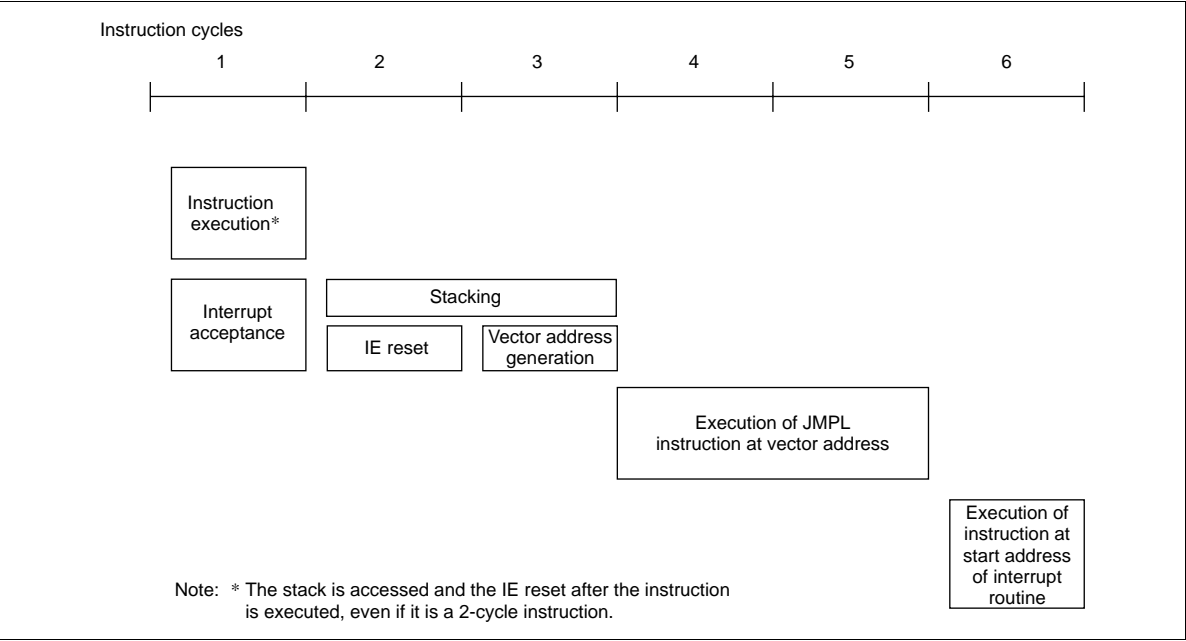 Instruction cycles
1 2 3 4 5 6
Instruction
execution*
Interrupt
acceptance
Stacking
IE reset
Vector address
generation
Execution of JMPL
instruction at vector address
Execution of
instruction at
start address
of interrupt
routine
Note: * The stack is accessed and the IE reset after the instruction
is executed, even if it is a 2-cycle instruction.